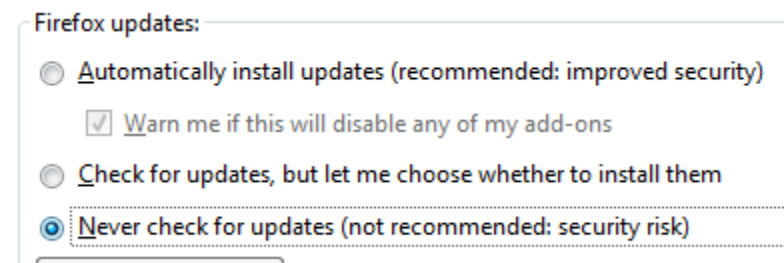 Firefox updates:
Automatically install updates (recommended: improved security)
Warn me if this will disable any of my add-ons
Check for updates, but let me choose whether to install them
Never check for updates (not recommended: security risk)